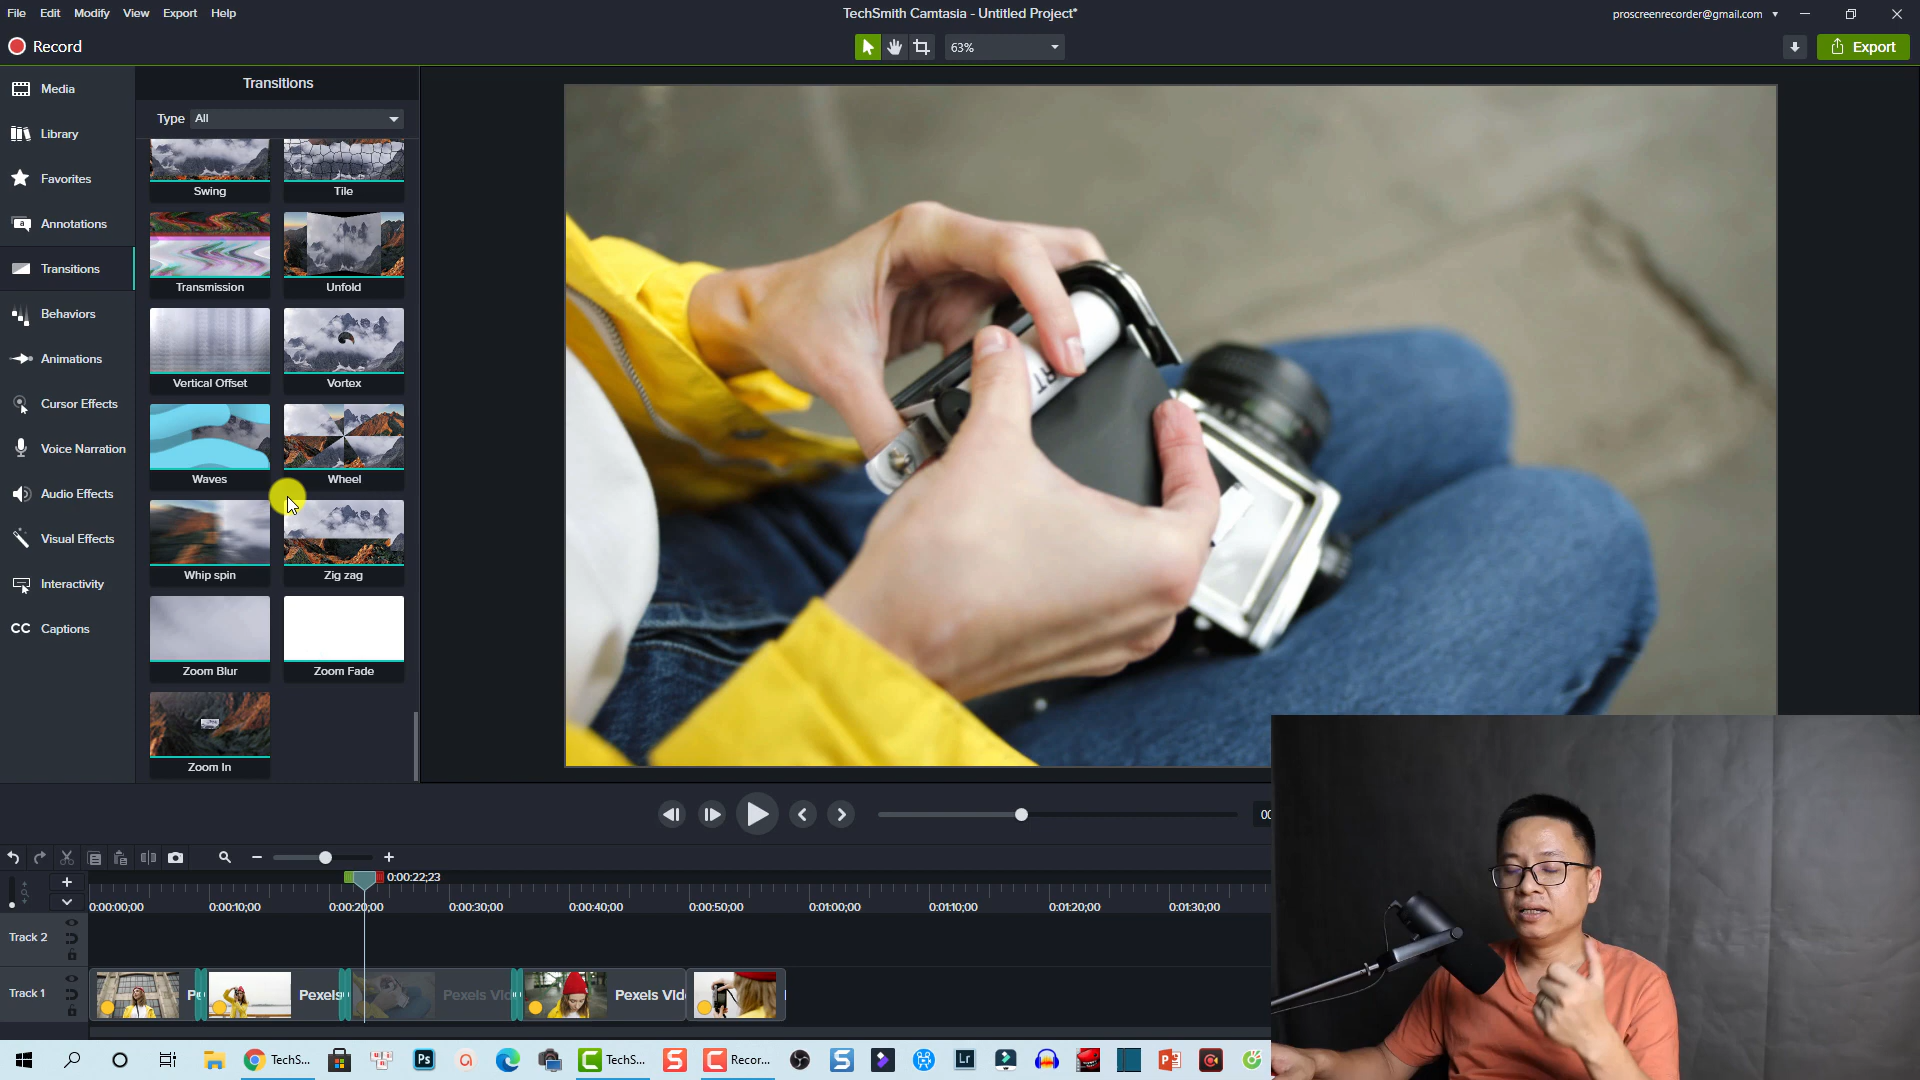 File Edit Modify View Export Help
TechSmith Camtasia - Untitled Project*
proscreenrecorder@gmail.com
Record
63%
Export
Media
Library
Favorites
Annotations
Transitions
Behaviors
Animations
Cursor Effects
Voice Narration
Audio Effects
Visual Effects
Interactivity
CC Captions
Transitions
Type All
Swing Tile
Transmission Unfold
Vertical Offset Vortex
Waves Wheel
Whip spin Zig zag
Zoom Blur Zoom Fade
Zoom In
0:00:22;23
0:00:00;00 0:00:10;00 0:00:20;00 0:00:30;00 0:00:40;00 0:00:50;00 0:01:00;00 0:01:10;00 0:01:20;00 0:01:30;00
Track 2
Track 1
Pexels Pexels Vid Pexels Vid
TechS... Ps TechS... Recor... Lr